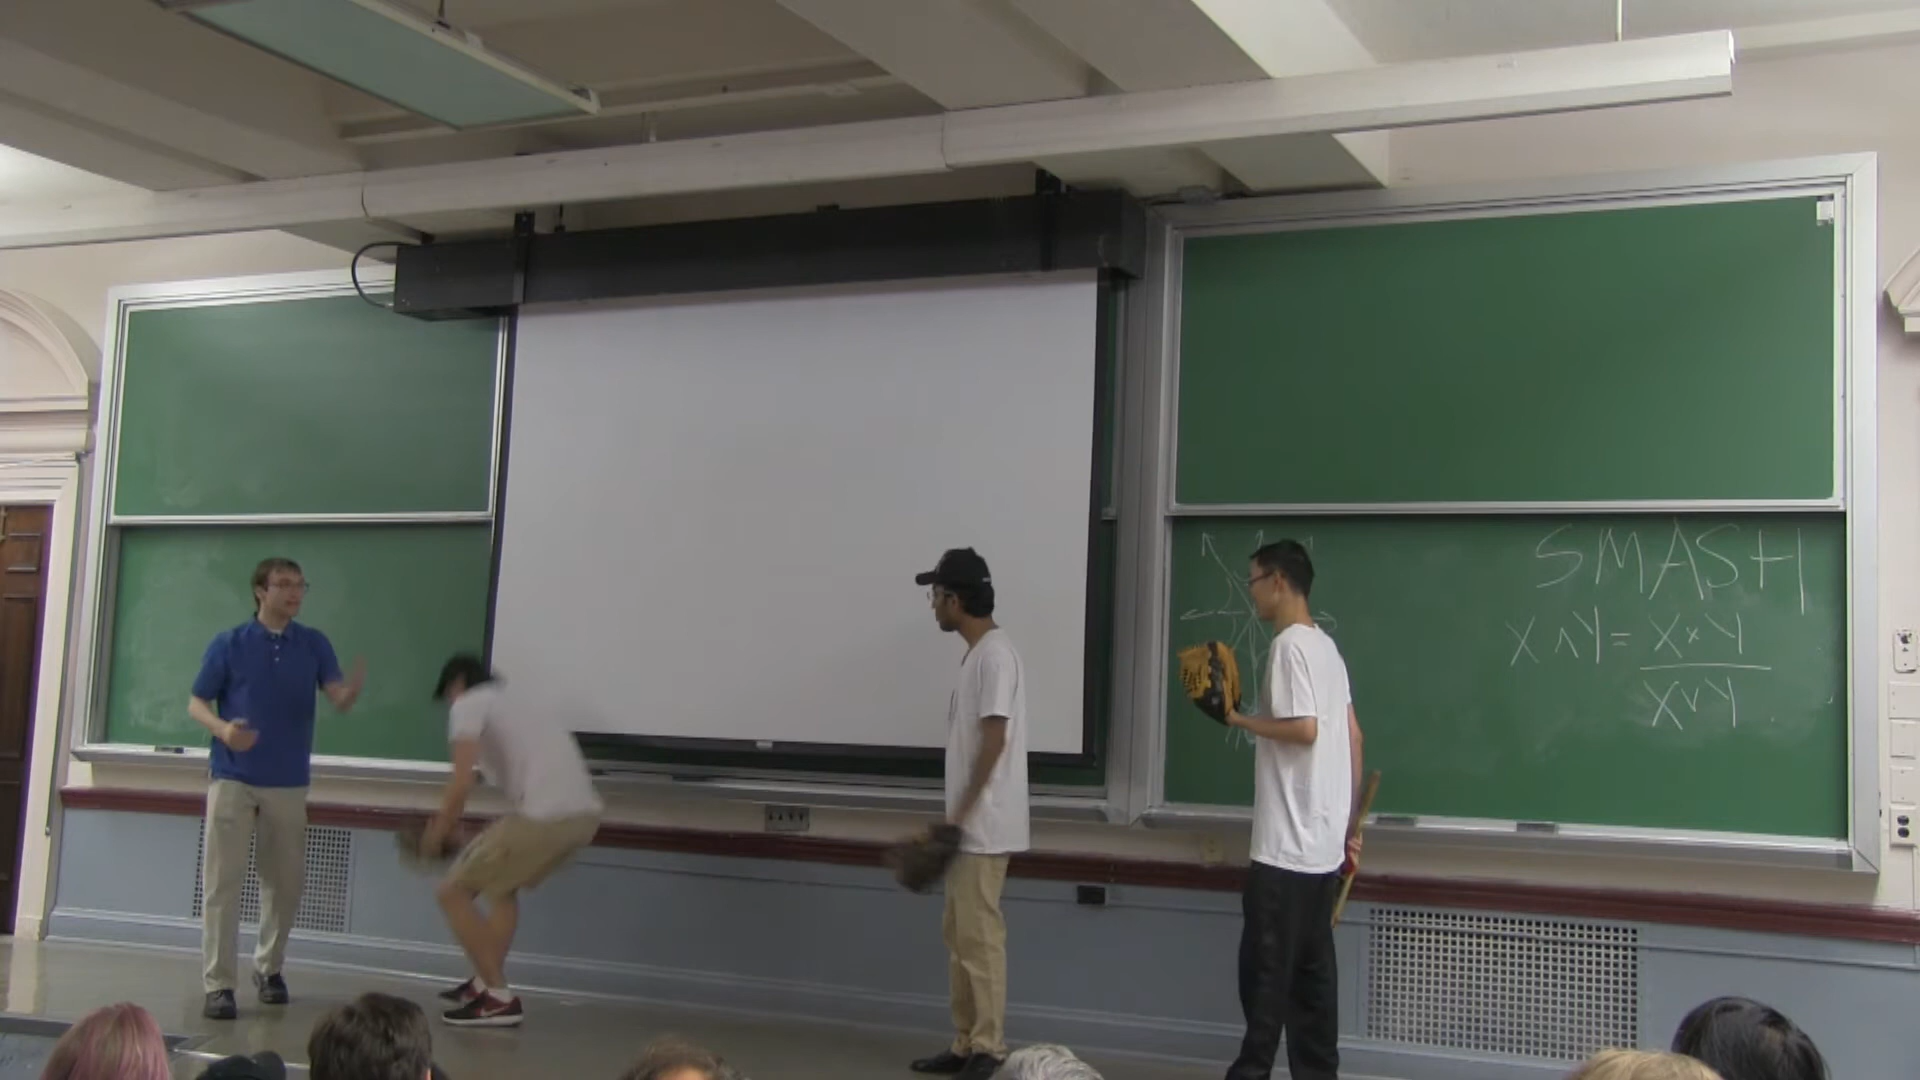 SMASH
X ∧ Y = X × Y
X ∨ Y